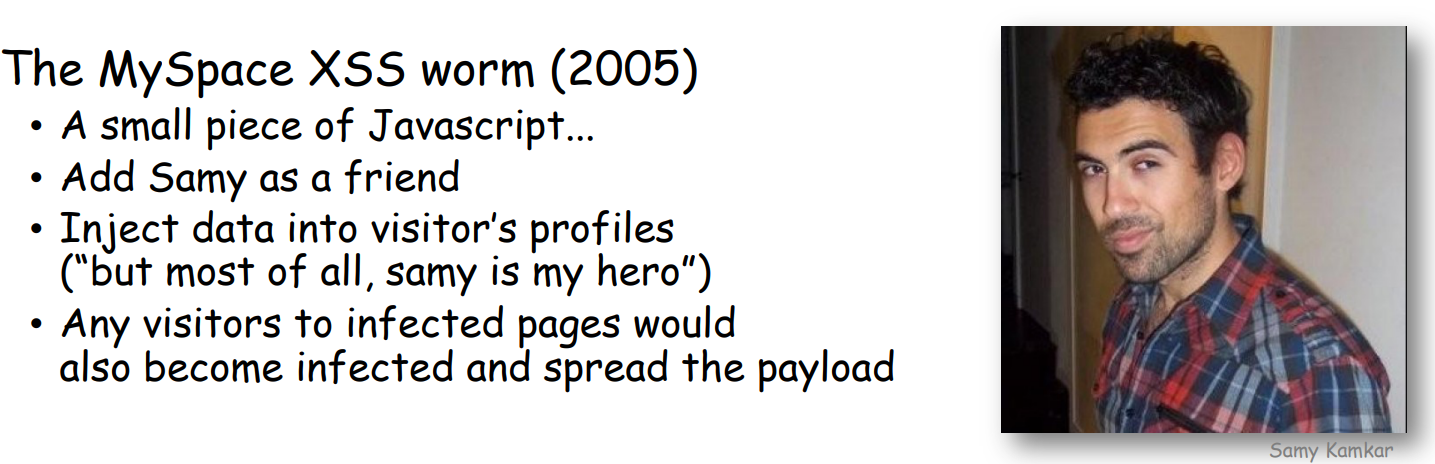 The MySpace XSS worm (2005)
• A small piece of Javascript...
• Add Samy as a friend
• Inject data into visitor’s profiles
(“but most of all, samy is my hero”)
• Any visitors to infected pages would
also become infected and spread the payload
Samy Kamkar